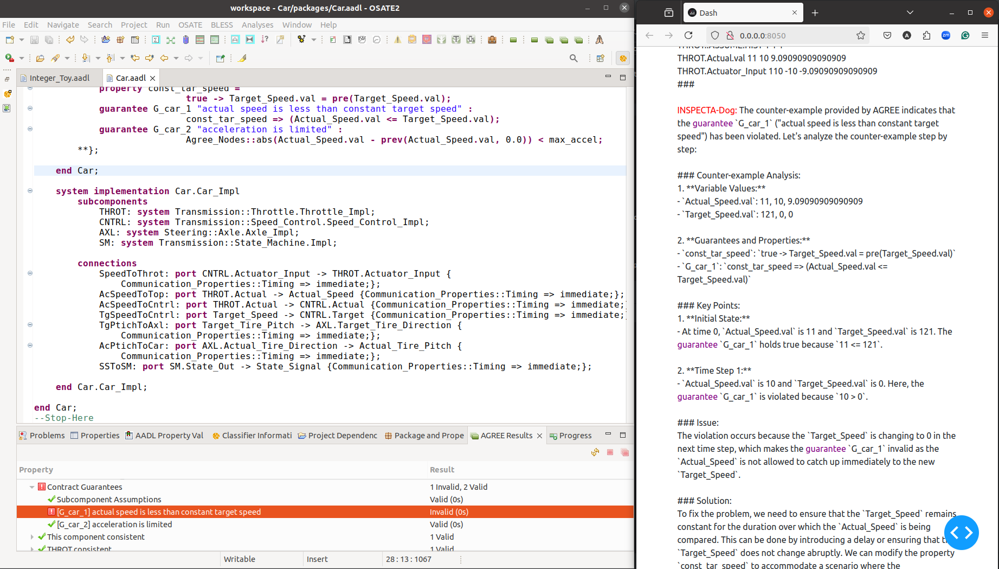 workspace - Car/packages/Car.aadl - OSATE2
File Edit Navigate Search Project Run OSATE BLESS Analyses Window Help
Integer_Toy.aadl
Car.aadl
property const_tar_speed =
true -> Target_Speed.val = pre(Target_Speed.val);
guarantee G_car_1 "actual speed is less than constant target speed" :
const_tar_speed => (Actual_Speed.val <= Target_Speed.val);
guarantee G_car_2 "acceleration is limited" :
Agree_Nodes::abs(Actual_Speed.val - prev(Actual_Speed.val, 0.0)) < max_accel;
**};
end Car;
system implementation Car.Car_Impl
subcomponents
THROT: system Transmission::Throttle.Throttle_Impl;
CNTRL: system Transmission::Speed_Control.Speed_Control_Impl;
AXL: system Steering::Axle.Axle_Impl;
SM: system Transmission::State_Machine.Impl;
connections
SpeedToThrot: port CNTRL.Actuator_Input -> THROT.Actuator_Input {
Communication_Properties::Timing => immediate;};
AcSpeedToTop: port THROT.Actual -> Actual_Speed {Communication_Properties::Timing => immediate;};
AcSpeedToCntrl: port THROT.Actual -> CNTRL.Actual {Communication_Properties::Timing => immediate;}
TgSpeedToCntrl: port Target_Speed -> CNTRL.Target {Communication_Properties::Timing => immediate;}
TgPtichToAxl: port Target_Tire_Pitch -> AXL.Target_Tire_Direction {
Communication_Properties::Timing => immediate;};
AcPtichToCar: port AXL.Actual_Tire_Direction -> Actual_Tire_Pitch {
Communication_Properties::Timing => immediate;};
SSToSM: port SM.State_Out -> State_Signal {Communication_Properties::Timing => immediate;};
end Car.Car_Impl;
end Car;
--Stop-Here
Problems Properties AADL Property Val Classifier Informati Project Dependenc Package and Prope AGREE Results Progress
Property Result
Contract Guarantees 1 Invalid, 2 Valid
Subcomponent Assumptions Valid (0s)
[G_car_1] actual speed is less than constant target speed Invalid (0s)
[G_car_2] acceleration is limited Valid (0s)
This component consistent 1 Valid
THROT consistent 1 Valid
Writable Insert 28 : 13 : 1067
Dash
0.0.0.0:8050
THROT..ASSUME.HIST 1 1 1
THROT.Actual.val 11 10 9.09090909090909
THROT.Actuator_Input 110 -10 -9.09090909090909
###
INSPECTA-Dog: The counter-example provided by AGREE indicates that
the guarantee `G_car_1` ("actual speed is less than constant target
speed") has been violated. Let's analyze the counter-example step by
step:
### Counter-example Analysis:
1. **Variable Values:**
- `Actual_Speed.val`: 11, 10, 9.09090909090909
- `Target_Speed.val`: 121, 0, 0
2. **Guarantees and Properties:**
- `const_tar_speed`: `true -> Target_Speed.val = pre(Target_Speed.val)`
- `G_car_1`: `const_tar_speed => (Actual_Speed.val <=
Target_Speed.val)`
### Key Points:
1. **Initial State:**
- At time 0, `Actual_Speed.val` is 11 and `Target_Speed.val` is 121. The
guarantee `G_car_1` holds true because `11 <= 121`.
2. **Time Step 1:**
- `Actual_Speed.val` is 10 and `Target_Speed.val` is 0. Here, the
guarantee `G_car_1` is violated because `10 > 0`.
### Issue:
The violation occurs because the `Target_Speed` is changing to 0 in the
next time step, which makes the guarantee `G_car_1` invalid as the
`Actual_Speed` is not allowed to catch up immediately to the new
`Target_Speed`.
### Solution:
To fix the problem, we need to ensure that the `Target_Speed` remains
constant for the duration over which the `Actual_Speed` is being
compared. This can be done by introducing a delay or ensuring that
`Target_Speed` does not change abruptly. We can modify the property
`const_tar_speed` to accommodate a scenario where the